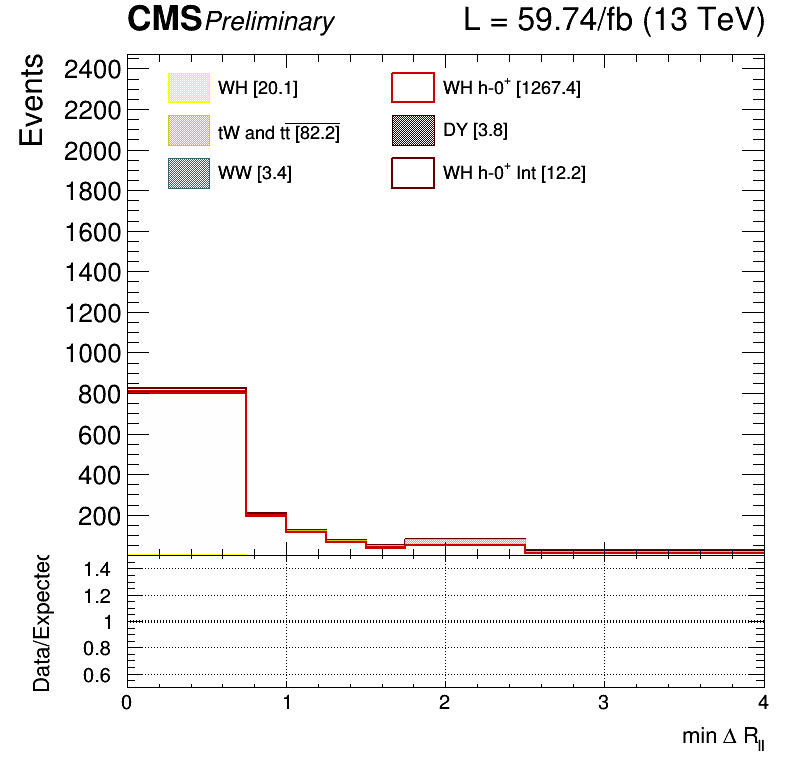 CMS Preliminary L = 59.74/fb (13 TeV)
Events
2400
2200
2000
1800
1600
1400
1200
1000
800
600
400
200
WH [20.1]
WH h-0⁺ [1267.4]
tW and tt̄ [82.2]
DY [3.8]
WW [3.4]
WH h-0⁺ Int [12.2]
Data/Expected
1.4
1.2
1
0.8
0.6
0 1 2 3 4
min Δ R_ll